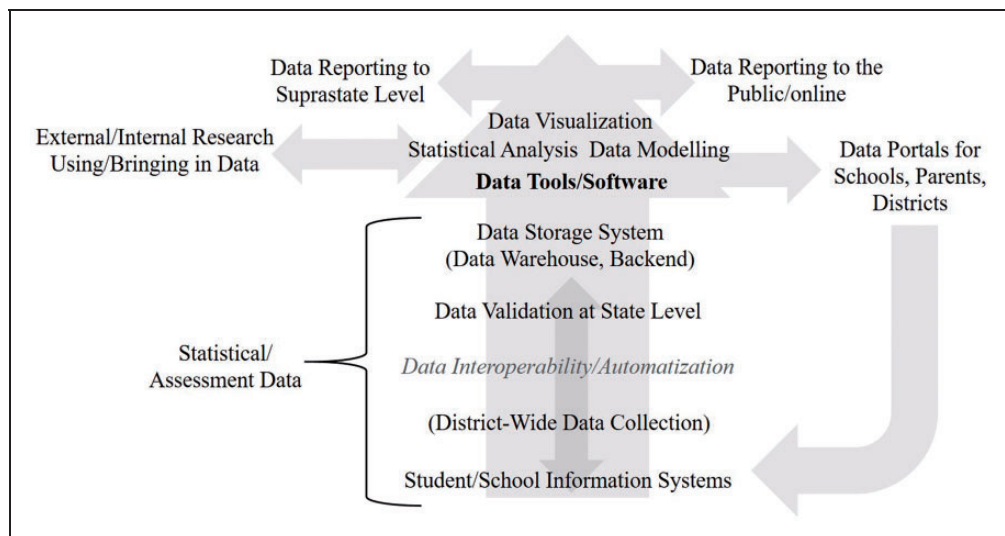 Data Reporting to
Suprastate Level
Data Reporting to the
Public/online
External/Internal Research
Using/Bringing in Data
Data Visualization
Statistical Analysis Data Modelling
Data Tools/Software
Data Portals for
Schools, Parents,
Districts
Data Storage System
(Data Warehouse, Backend)
Data Validation at State Level
Statistical/
Assessment Data
Data Interoperability/Automatization
(District-Wide Data Collection)
Student/School Information Systems